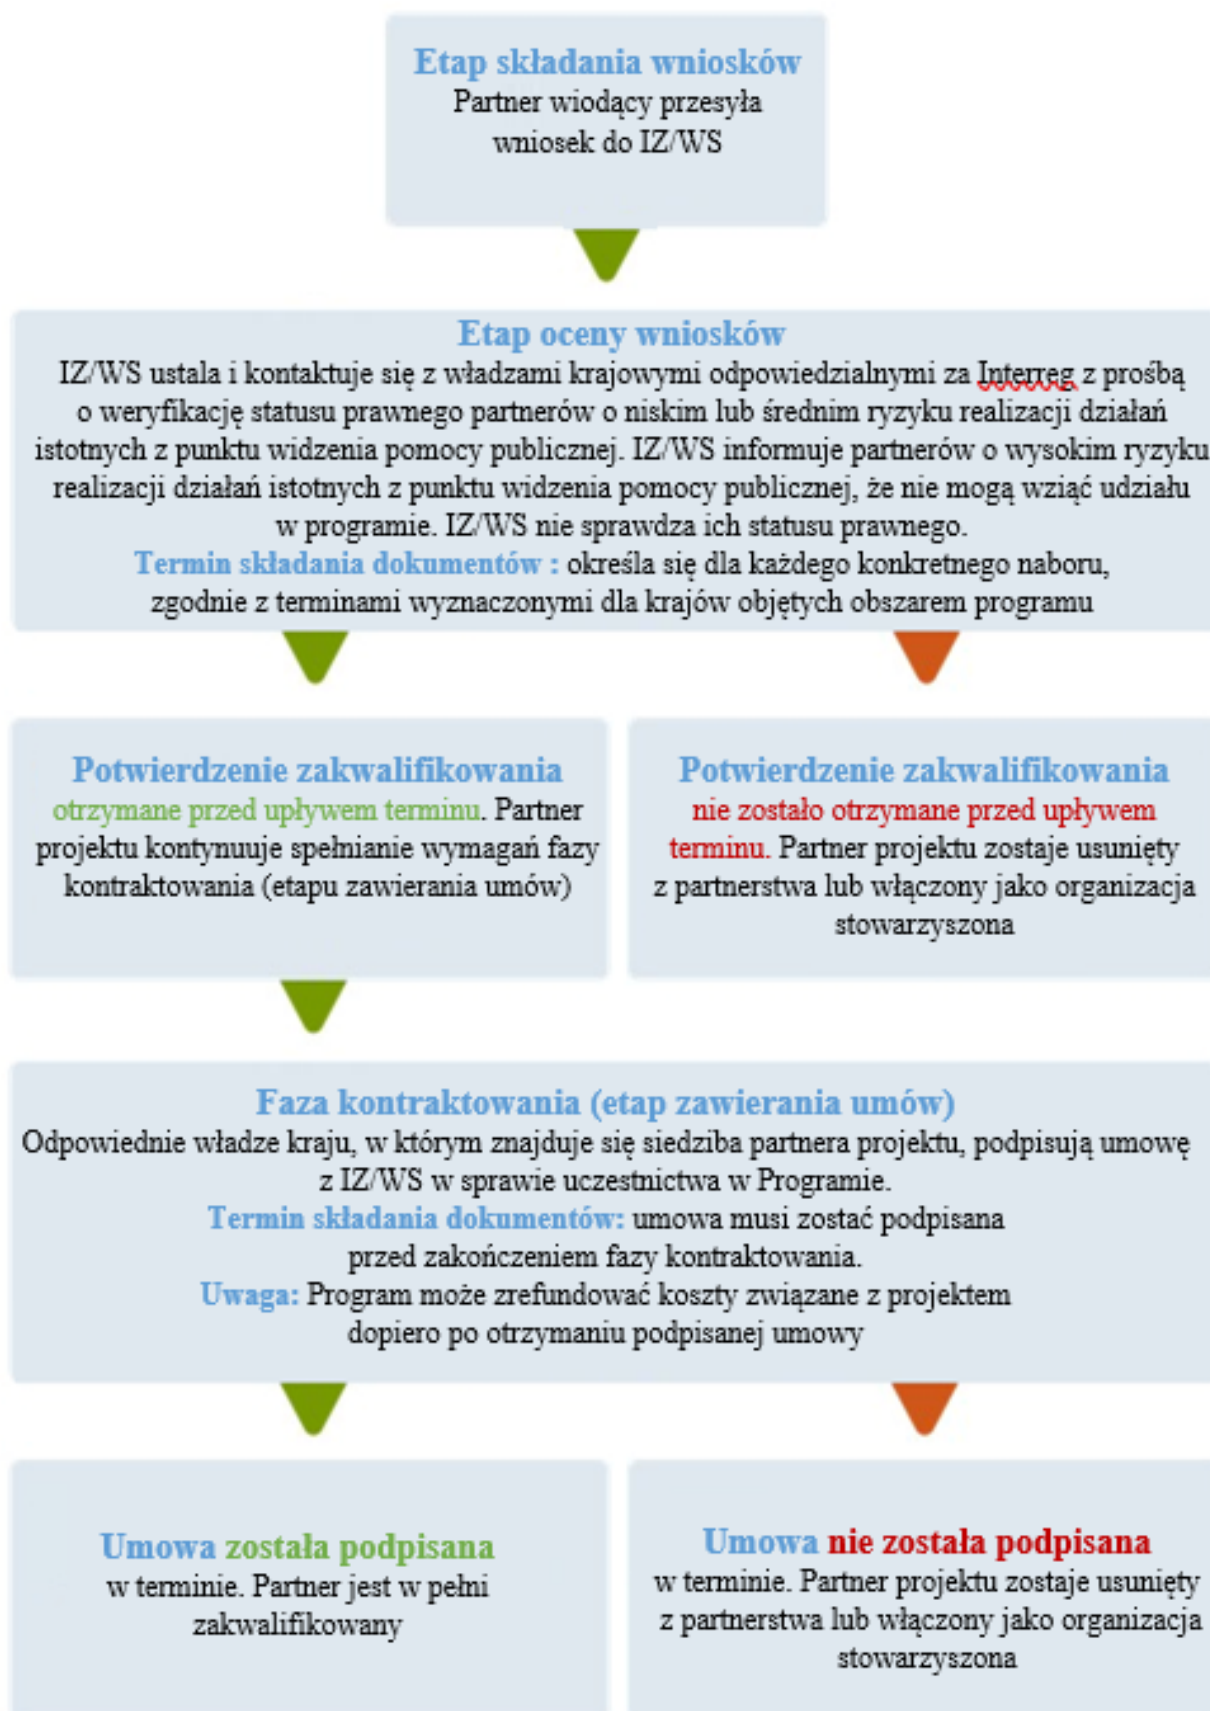 Etap składania wniosków
Partner wiodący przesyła
wniosek do IZ/WS
Etap oceny wniosków
IZ/WS ustala i kontaktuje się z władzami krajowymi odpowiedzialnymi za Interreg z prośbą
o weryfikację statusu prawnego partnerów o niskim lub średnim ryzyku realizacji działań
istotnych z punktu widzenia pomocy publicznej. IZ/WS informuje partnerów o wysokim ryzyku
realizacji działań istotnych z punktu widzenia pomocy publicznej, że nie mogą wziąć udziału
w programie. IZ/WS nie sprawdza ich statusu prawnego.
Termin składania dokumentów : określa się dla każdego konkretnego naboru,
zgodnie z terminami wyznaczonymi dla krajów objętych obszarem programu
Potwierdzenie zakwalifikowania
otrzymane przed upływem terminu. Partner
projektu kontynuuje spełnianie wymagań fazy
kontraktowania (etapu zawierania umów)
Potwierdzenie zakwalifikowania
nie zostało otrzymane przed upływem
terminu. Partner projektu zostaje usunięty
z partnerstwa lub włączony jako organizacja
stowarzyszona
Faza kontraktowania (etap zawierania umów)
Odpowiednie władze kraju, w którym znajduje się siedziba partnera projektu, podpisują umowę
z IZ/WS w sprawie uczestnictwa w Programie.
Termin składania dokumentów: umowa musi zostać podpisana
przed zakończeniem fazy kontraktowania.
Uwaga: Program może zrefundować koszty związane z projektem
dopiero po otrzymaniu podpisanej umowy
Umowa została podpisana
w terminie. Partner jest w pełni
zakwalifikowany
Umowa nie została podpisana
w terminie. Partner projektu zostaje usunięty
z partnerstwa lub włączony jako organizacja
stowarzyszona